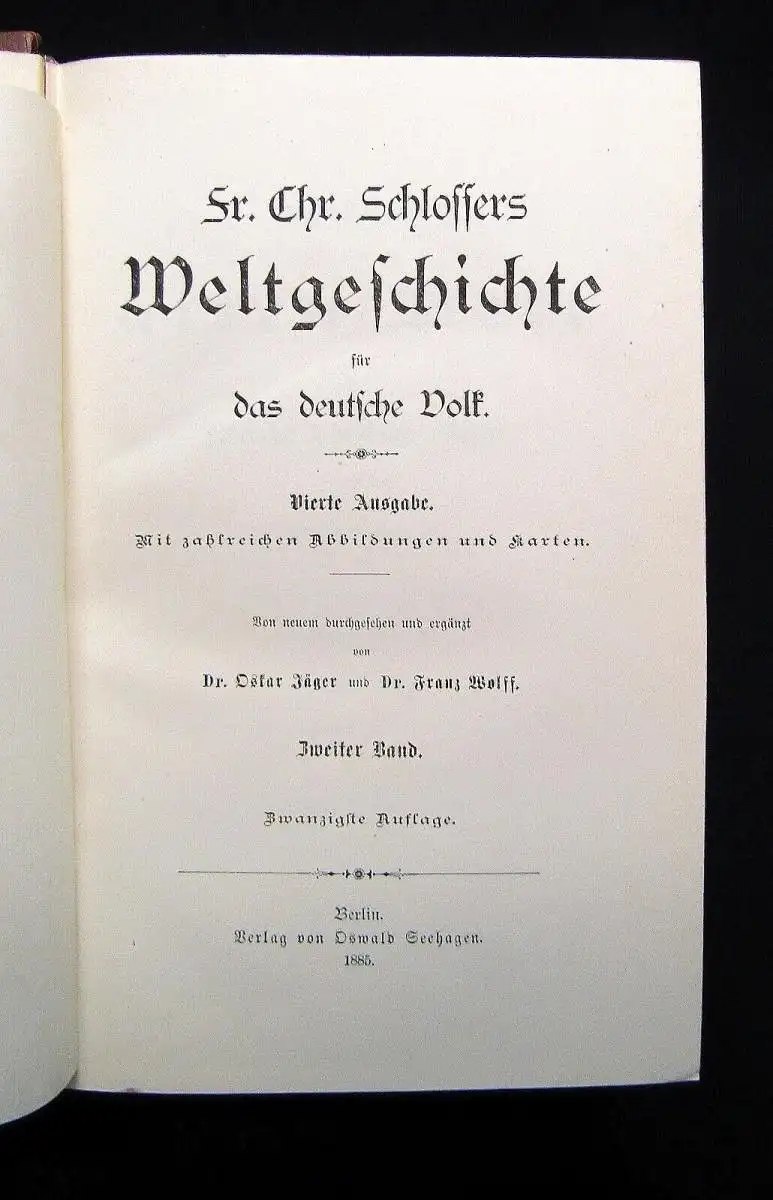 Fr. Chr. Schloſſers
Weltgeſchichte
für
das deutſche Volk.
Vierte Ausgabe.
Mit zahlreichen Abbildungen und Karten.
Von neuem durchgeſehen und ergänzt
von
Dr. Oskar Jäger und Dr. Franz Wolff.
Zweiter Band.
Zwanzigſte Auflage.
Berlin.
Verlag von Oswald Seehagen.
1885.